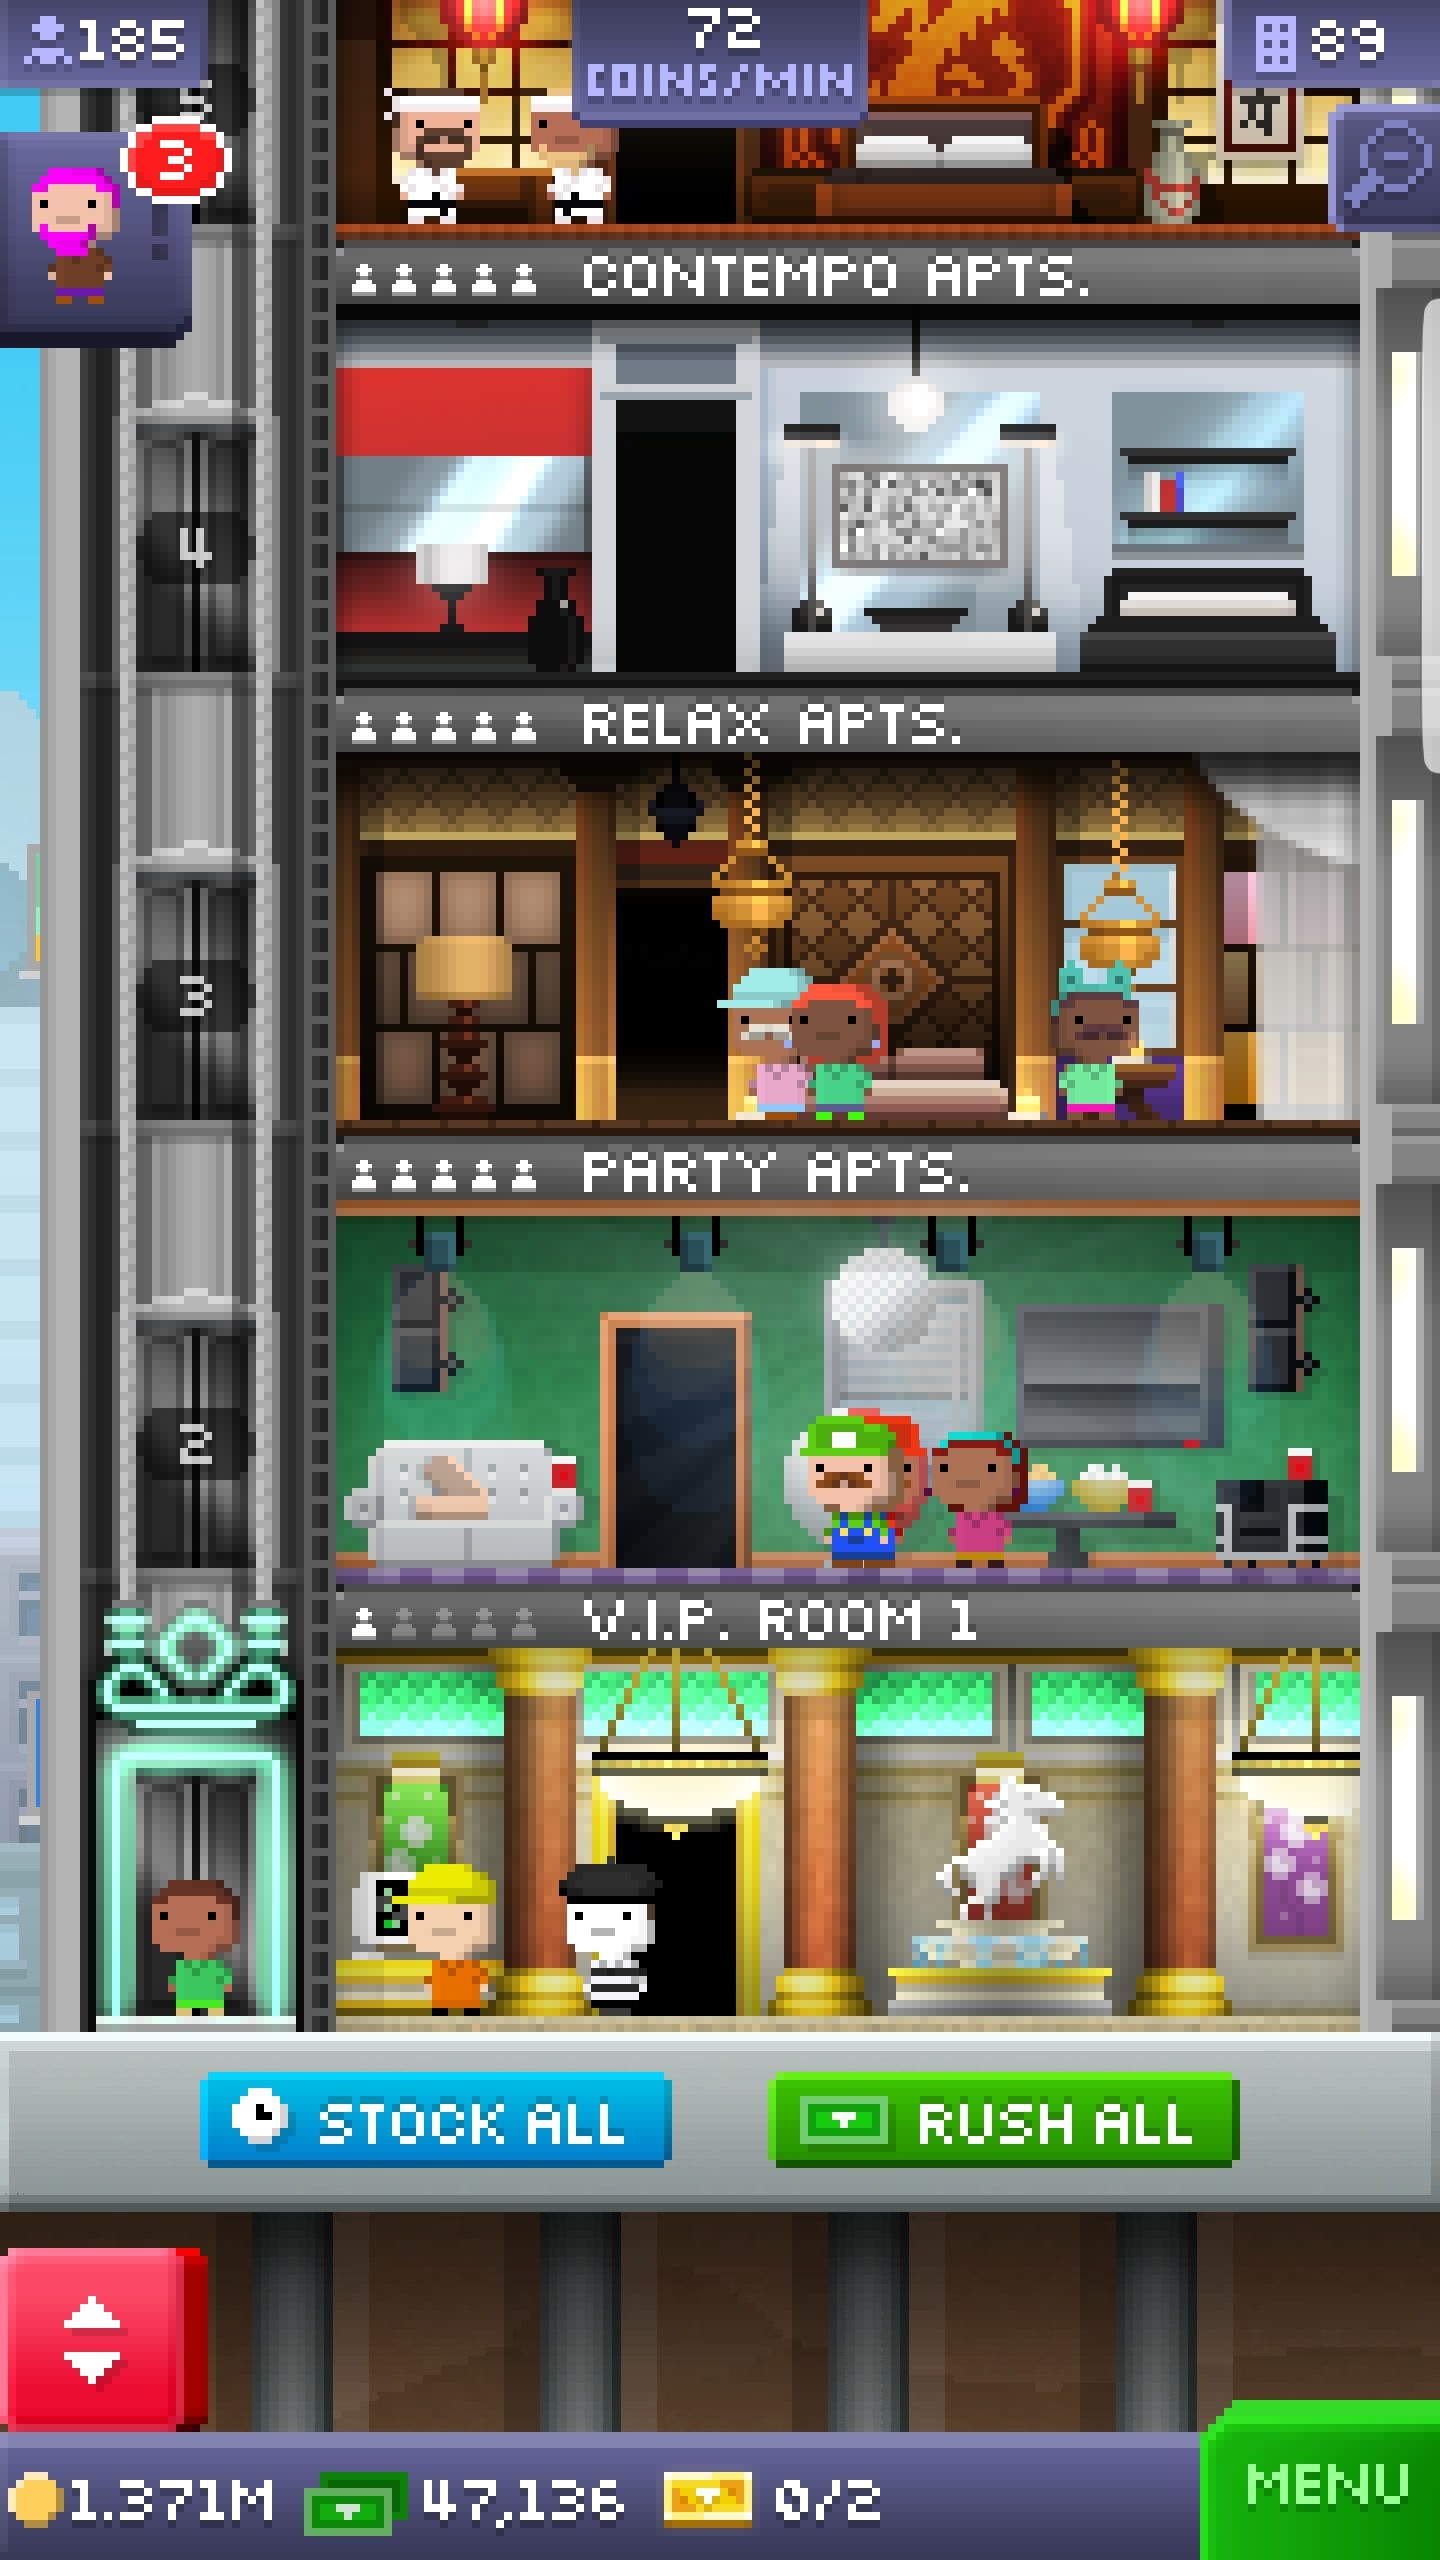 185
72
COINS/MIN
89
5
3
CONTEMPO APTS.
4
RELAX APTS.
3
PARTY APTS.
2
V.I.P. ROOM 1
STOCK ALL
RUSH ALL
1.371M
47,136
0/2
MENU